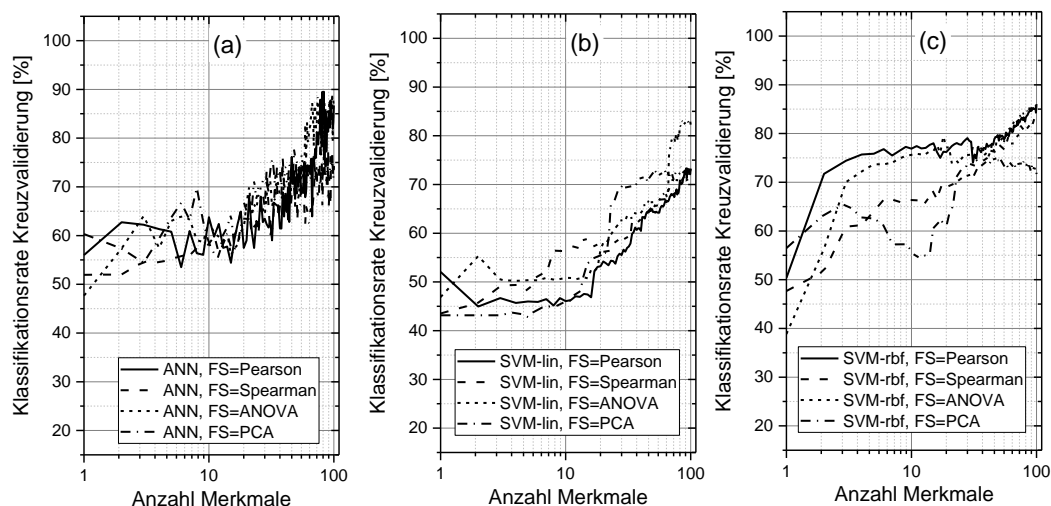 (a)
Klassifikationsrate Kreuzvalidierung [%]
100
90
80
70
60
50
40
30
20
ANN, FS=Pearson
ANN, FS=Spearman
ANN, FS=ANOVA
ANN, FS=PCA
1
10
100
Anzahl Merkmale
(b)
Klassifikationsrate Kreuzvalidierung [%]
100
90
80
70
60
50
40
30
20
SVM-lin, FS=Pearson
SVM-lin, FS=Spearman
SVM-lin, FS=ANOVA
SVM-lin, FS=PCA
1
10
100
Anzahl Merkmale
(c)
Klassifikationsrate Kreuzvalidierung [%]
100
90
80
70
60
50
40
30
20
SVM-rbf, FS=Pearson
SVM-rbf, FS=Spearman
SVM-rbf, FS=ANOVA
SVM-rbf, FS=PCA
1
10
100
Anzahl Merkmale